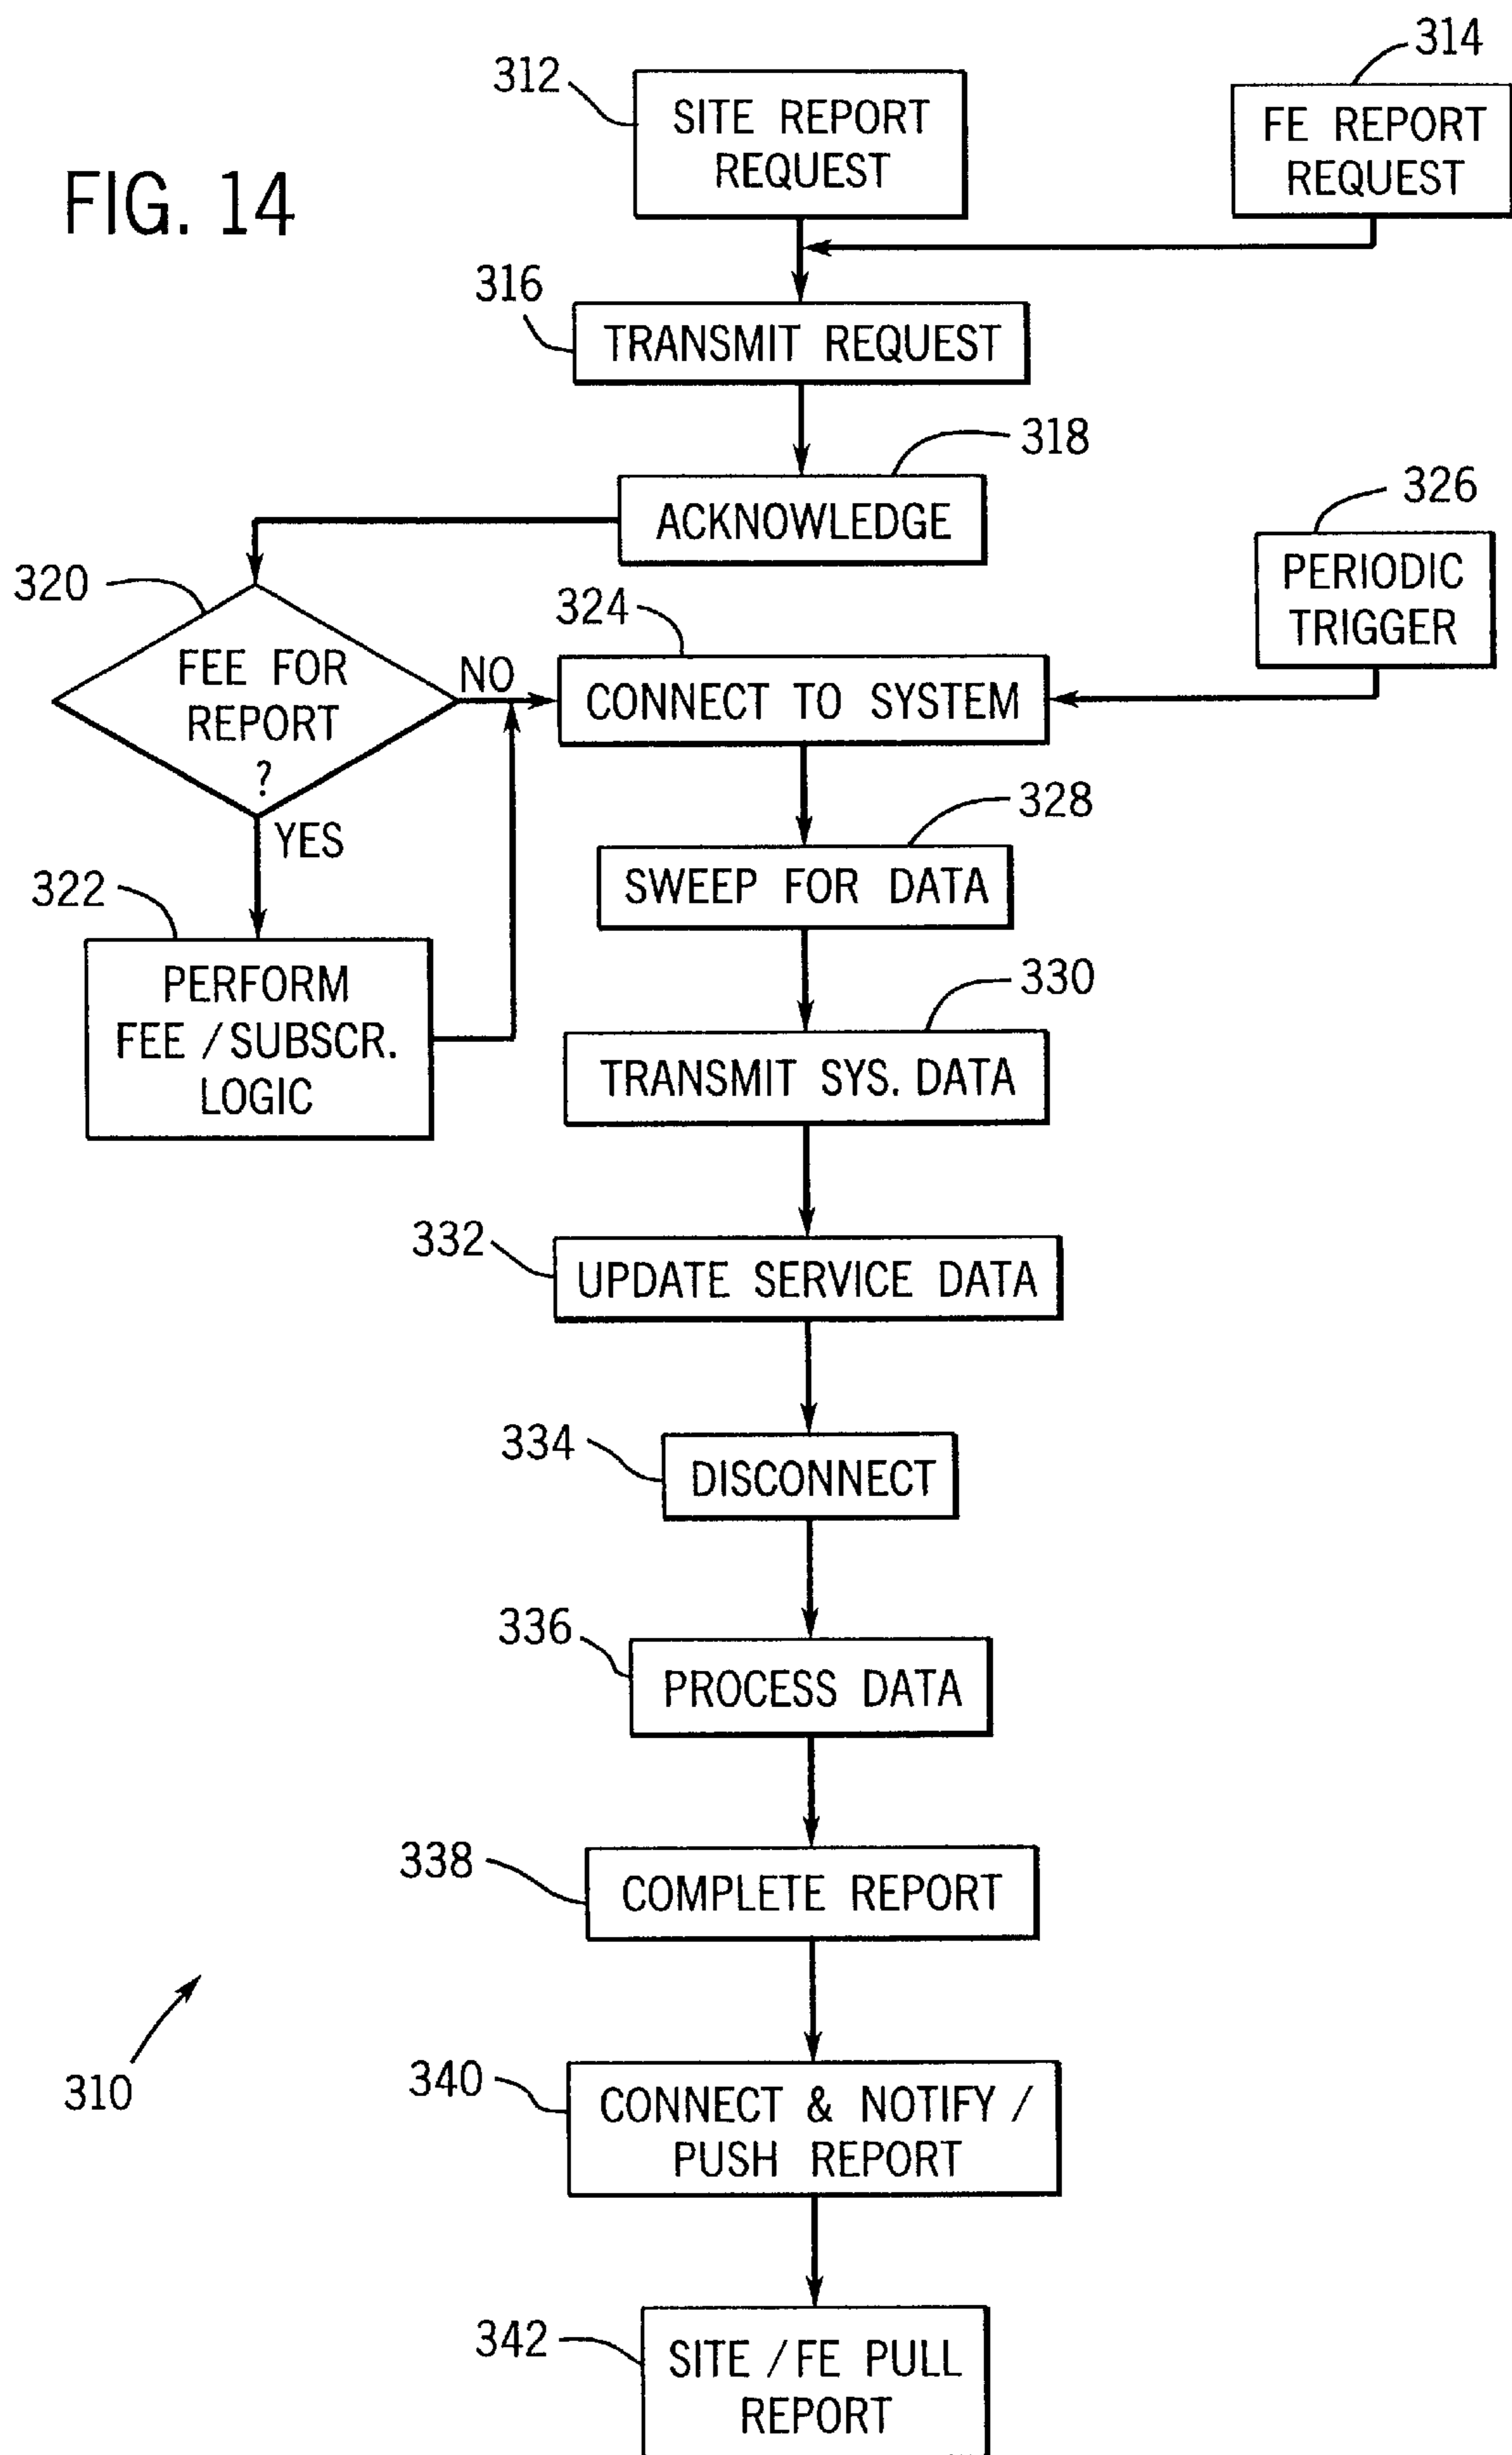 312
314
SITE REPORT
REQUEST
FE REPORT
REQUEST
FIG. 14
316
TRANSMIT REQUEST
318
ACKNOWLEDGE
326
PERIODIC
TRIGGER
320
FEE FOR
REPORT
?
NO
324
CONNECT TO SYSTEM
YES
328
SWEEP FOR DATA
322
PERFORM
FEE / SUBSCR.
LOGIC
330
TRANSMIT SYS. DATA
332
UPDATE SERVICE DATA
334
DISCONNECT
336
PROCESS DATA
338
COMPLETE REPORT
310
340
CONNECT & NOTIFY /
PUSH REPORT
342
SITE / FE PULL
REPORT